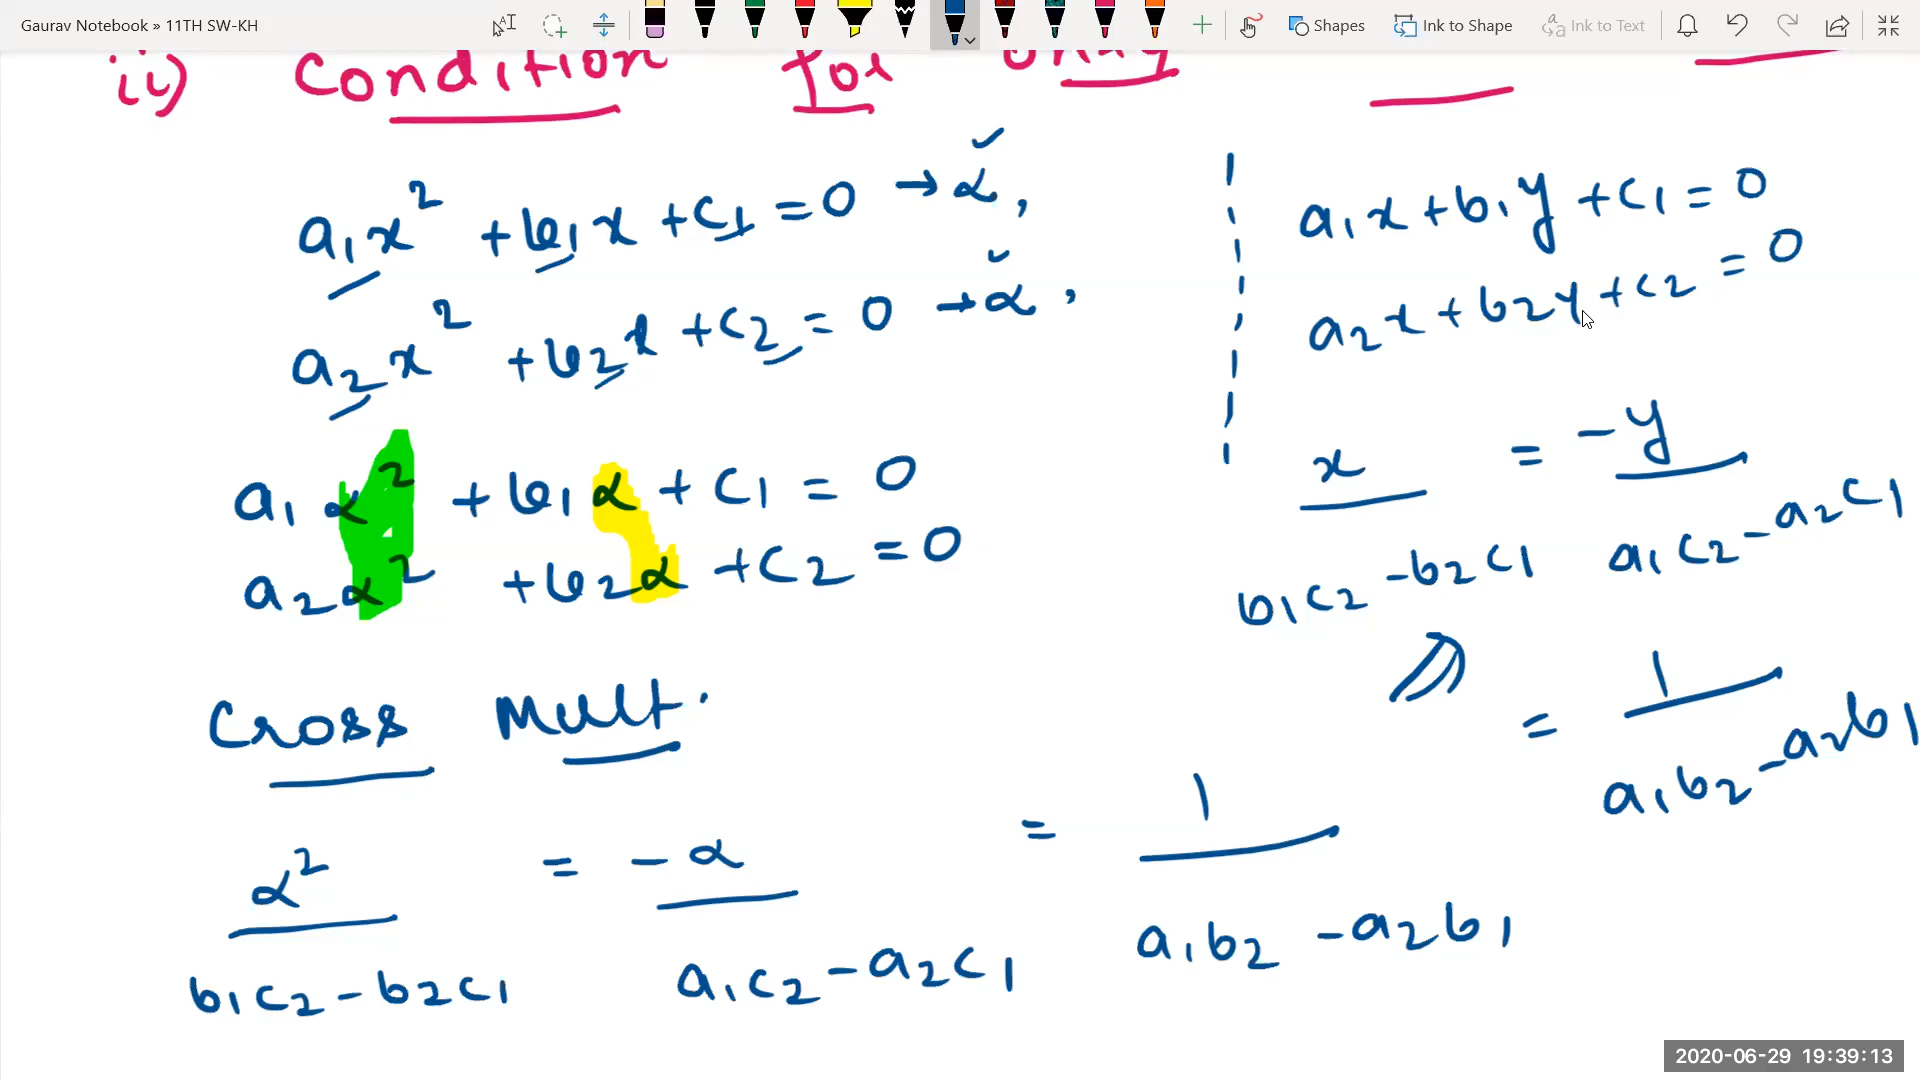 Gaurav Notebook » 11TH SW-KH
Shapes
Ink to Shape
Ink to Text
ii) Condition for only
a₁x² + b₁x + c₁ = 0 → α,
a₂x² + b₂x + c₂ = 0 → α,
a₁α² + b₁α + c₁ = 0
a₂α² + b₂α + c₂ = 0
Cross Mult.
α² / (b₁c₂ - b₂c₁) = -α / (a₁c₂ - a₂c₁) = 1 / (a₁b₂ - a₂b₁)
a₁x + b₁y + c₁ = 0
a₂x + b₂y + c₂ = 0
x / (b₁c₂ - b₂c₁) = -y / (a₁c₂ - a₂c₁)
= 1 / (a₁b₂ - a₂b₁)
2020-06-29 19:39:13